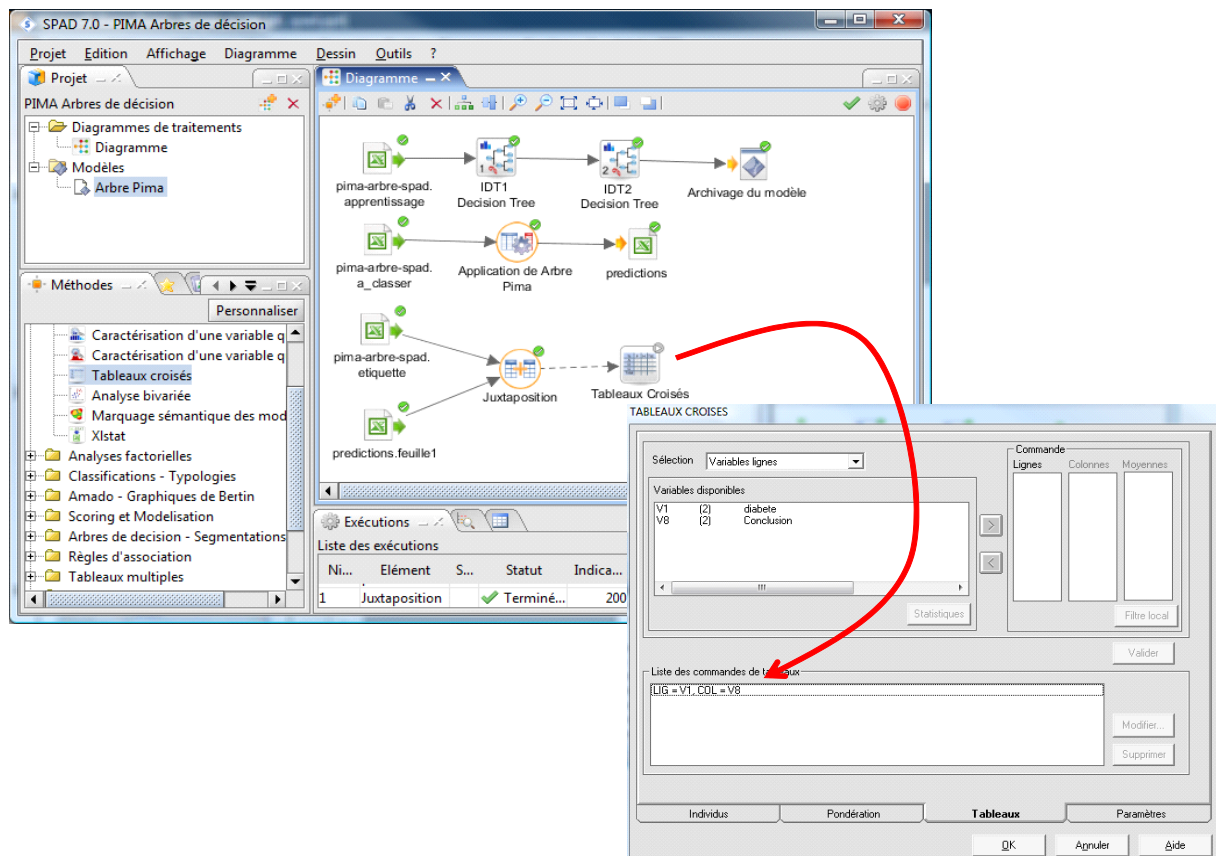 SPAD 7.0 - PIMA Arbres de décision
Projet Edition Affichage Diagramme Dessin Outils ?
Projet
PIMA Arbres de décision
Diagrammes de traitements
Diagramme
Modèles
Arbre Pima
Méthodes
Personnaliser
Caractérisation d'une variable q
Caractérisation d'une variable q
Tableaux croisés
Analyse bivariée
Marquage sémantique des mod
Xlstat
Analyses factorielles
Classifications - Typologies
Amado - Graphiques de Bertin
Scoring et Modelisation
Arbres de decision - Segmentations
Règles d'association
Tableaux multiples
Diagramme
pima-arbre-spad.
apprentissage
1
IDT1
Decision Tree
2
IDT2
Decision Tree
Archivage du modèle
pima-arbre-spad.
a_classer
Application de Arbre
Pima
predictions
pima-arbre-spad.
etiquette
Juxtaposition
Tableaux Croisés
predictions.feuille1
Exécutions
Liste des exécutions
Ni... Elément S... Statut Indica...
1 Juxtaposition Terminé... 200
TABLEAUX CROISES
Sélection Variables lignes
Variables disponibles
V1 (2) diabete
V8 (2) Conclusion
Statistiques
Commande
Lignes Colonnes Moyennes
>
<
Filtre local
Valider
Liste des commandes de tableaux
LIG = V1, COL = V8
Modifier...
Supprimer
Individus Pondération Tableaux Paramètres
OK Annuler Aide